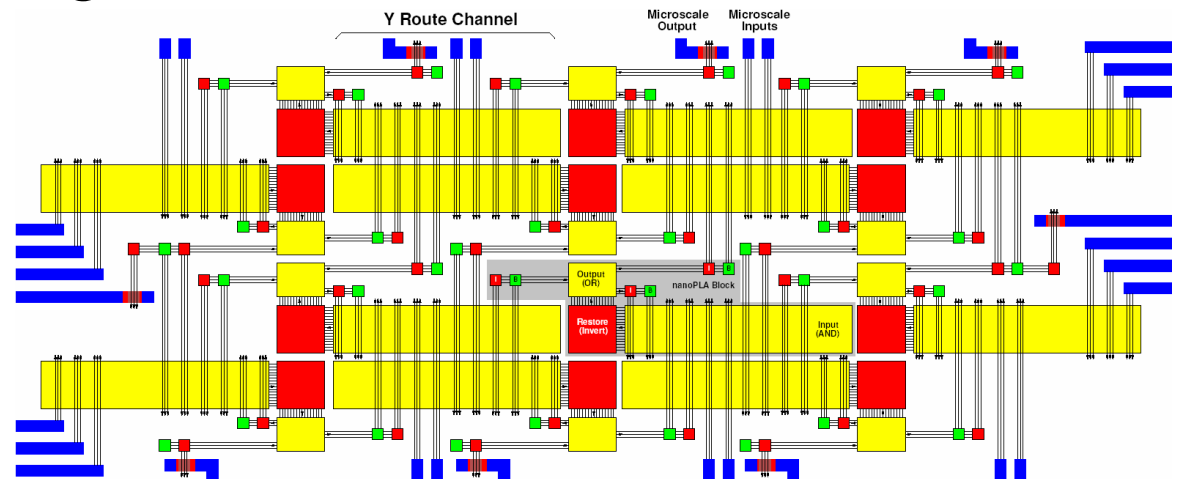 Y Route Channel
Microscale
Output
Microscale
Inputs
I
B
Output
(OR)
I
B
nanoPLA Block
I
B
Restore
(Invert)
Input
(AND)